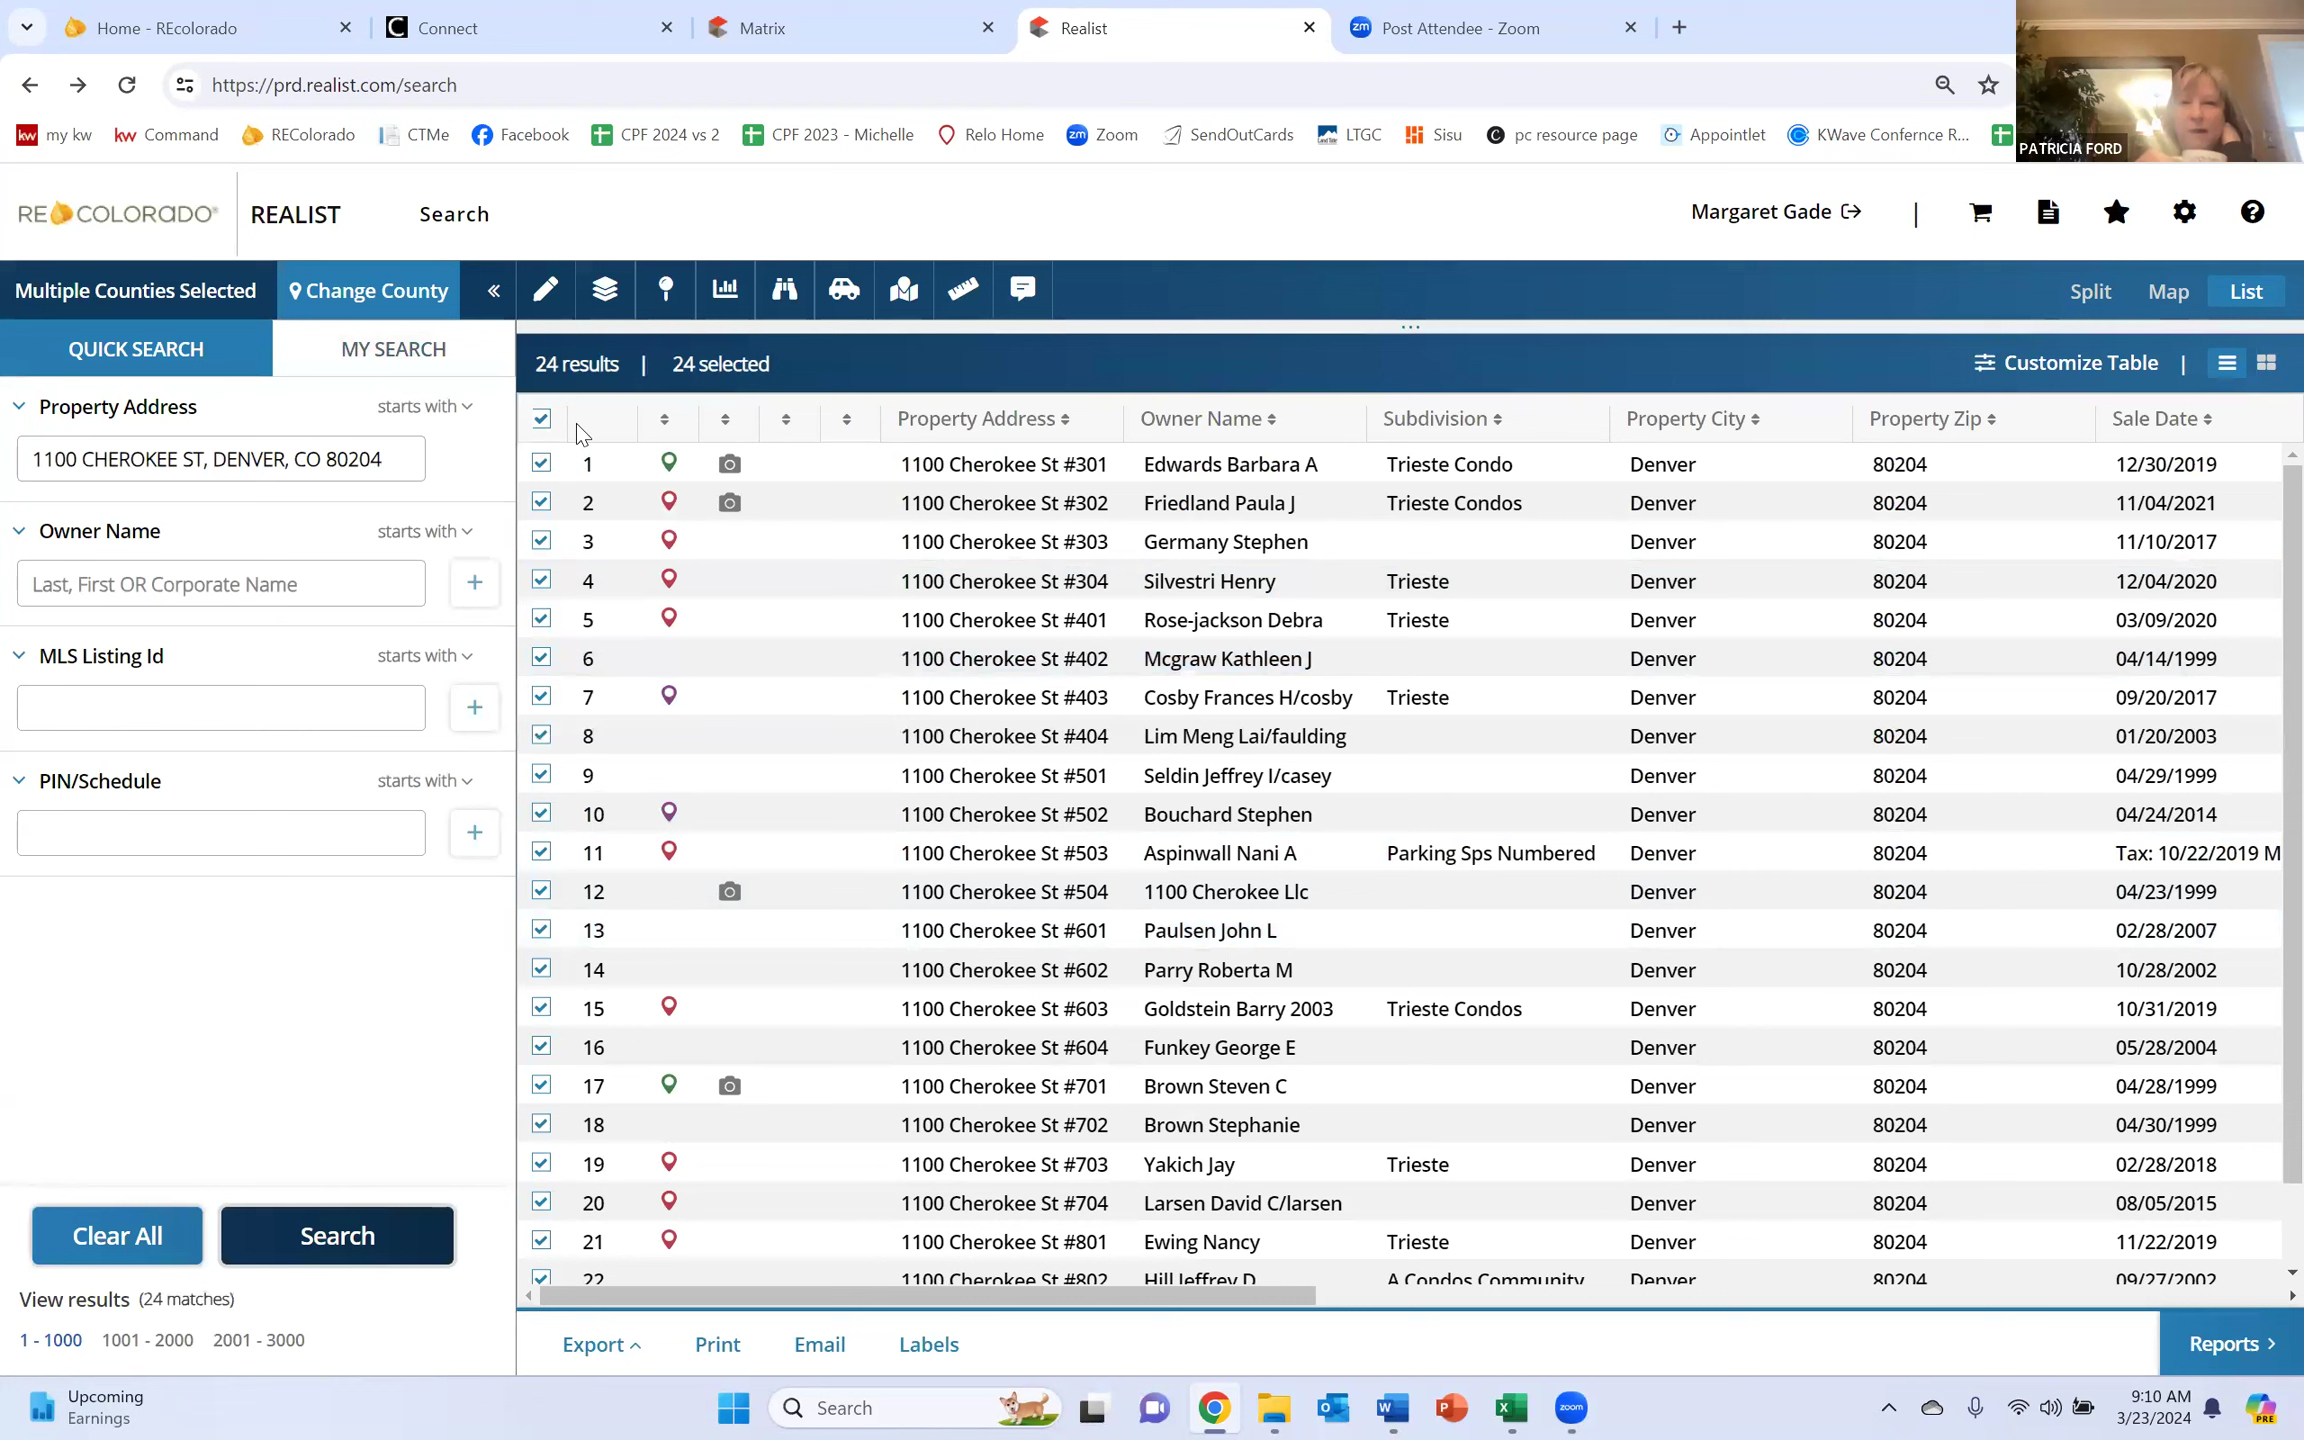 Home - REcolorado
Connect
Matrix
Realist
zm Post Attendee - Zoom
https://prd.realist.com/search
kw my kw
kw Command
REColorado
CTMe
Facebook
CPF 2024 vs 2
CPF 2023 - Michelle
Relo Home
zm Zoom
SendOutCards
LTGC
Sisu
pc resource page
Appointlet
KWave Confernce R...
PATRICIA FORD
RECOLORADO
REALIST
Search
Margaret Gade
Multiple Counties Selected
Change County
Split
Map
List
QUICK SEARCH
MY SEARCH
24 results | 24 selected
Customize Table
Property Address starts with
1100 CHEROKEE ST, DENVER, CO 80204
Owner Name starts with
Last, First OR Corporate Name
MLS Listing Id starts with
PIN/Schedule starts with
Clear All
Search
View results (24 matches)
1 - 1000 1001 - 2000 2001 - 3000
Property Address Owner Name Subdivision Property City Property Zip Sale Date
1 1100 Cherokee St #301 Edwards Barbara A Trieste Condo Denver 80204 12/30/2019
2 1100 Cherokee St #302 Friedland Paula J Trieste Condos Denver 80204 11/04/2021
3 1100 Cherokee St #303 Germany Stephen Denver 80204 11/10/2017
4 1100 Cherokee St #304 Silvestri Henry Trieste Denver 80204 12/04/2020
5 1100 Cherokee St #401 Rose-jackson Debra Trieste Denver 80204 03/09/2020
6 1100 Cherokee St #402 Mcgraw Kathleen J Denver 80204 04/14/1999
7 1100 Cherokee St #403 Cosby Frances H/cosby Trieste Denver 80204 09/20/2017
8 1100 Cherokee St #404 Lim Meng Lai/faulding Denver 80204 01/20/2003
9 1100 Cherokee St #501 Seldin Jeffrey I/casey Denver 80204 04/29/1999
10 1100 Cherokee St #502 Bouchard Stephen Denver 80204 04/24/2014
11 1100 Cherokee St #503 Aspinwall Nani A Parking Sps Numbered Denver 80204 Tax: 10/22/2019 M
12 1100 Cherokee St #504 1100 Cherokee Llc Denver 80204 04/23/1999
13 1100 Cherokee St #601 Paulsen John L Denver 80204 02/28/2007
14 1100 Cherokee St #602 Parry Roberta M Denver 80204 10/28/2002
15 1100 Cherokee St #603 Goldstein Barry 2003 Trieste Condos Denver 80204 10/31/2019
16 1100 Cherokee St #604 Funkey George E Denver 80204 05/28/2004
17 1100 Cherokee St #701 Brown Steven C Denver 80204 04/28/1999
18 1100 Cherokee St #702 Brown Stephanie Denver 80204 04/30/1999
19 1100 Cherokee St #703 Yakich Jay Trieste Denver 80204 02/28/2018
20 1100 Cherokee St #704 Larsen David C/larsen Denver 80204 08/05/2015
21 1100 Cherokee St #801 Ewing Nancy Trieste Denver 80204 11/22/2019
22 1100 Cherokee St #802 Hill Jeffrey D A Condos Community Denver 80204 09/27/2002
Export
Print
Email
Labels
Reports
Upcoming
Earnings
Search
zoom
9:10 AM
3/23/2024
PRE